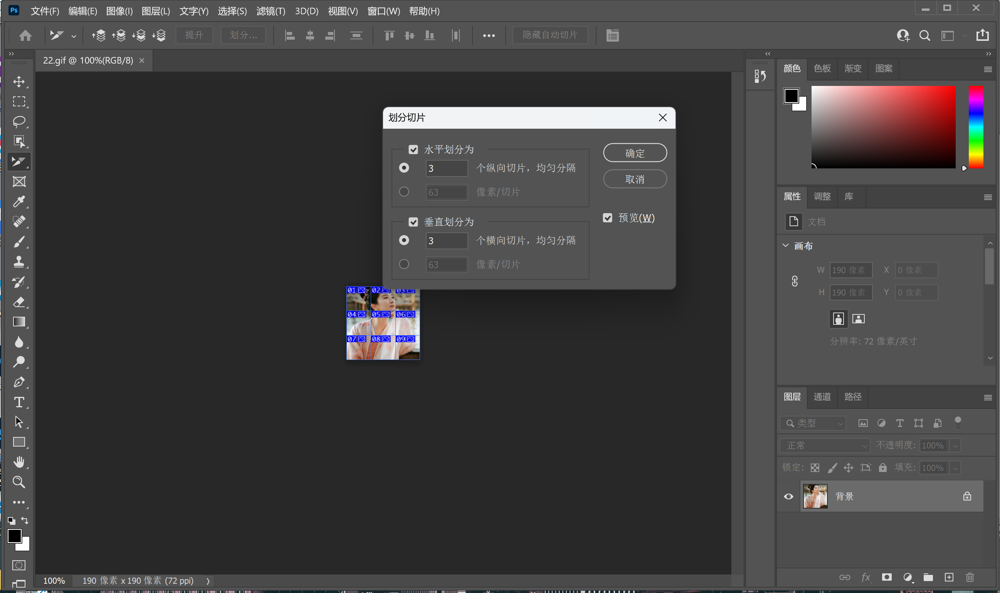 Ps 文件(F) 编辑(E) 图像(I) 图层(L) 文字(Y) 选择(S) 滤镜(T) 3D(D) 视图(V) 窗口(W) 帮助(H)
提升 划分... 隐藏自动切片
22.gif @ 100%(RGB/8)
颜色 色板 渐变 图案
划分切片
水平划分为
3 个纵向切片，均匀分隔
63 像素/切片
垂直划分为
3 个横向切片，均匀分隔
63 像素/切片
确定
取消
预览(W)
01 02 03
04 05 06
07 08 09
属性 调整 库
文档
画布
W 190 像素 X 0 像素
H 190 像素 Y 0 像素
分辨率: 72 像素/英寸
图层 通道 路径
类型
正常 不透明度: 100%
锁定: 填充: 100%
背景
fx
100% 190 像素 x 190 像素 (72 ppi)